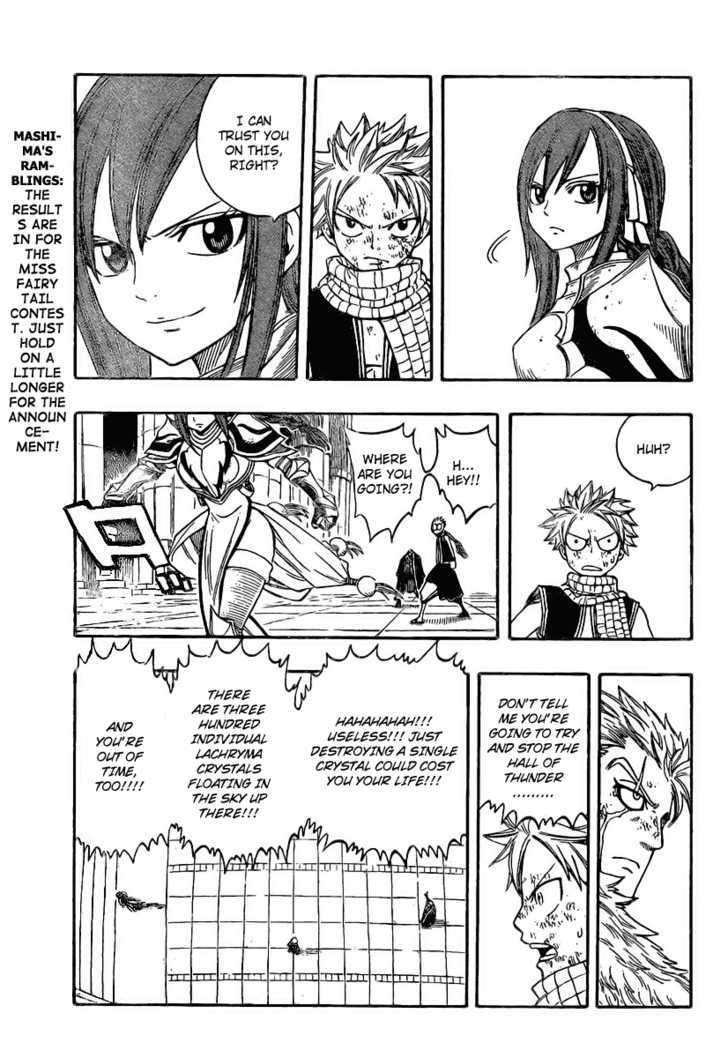 MASHI-
MA'S
RAM-
BLINGS:
THE
RESULT
S ARE
IN FOR
THE
MISS
FAIRY
TAIL
CONTES
T. JUST
HOLD
ON A
LITTLE
LONGER
FOR THE
ANNOUN
CE-
MENT!
I CAN
TRUST YOU
ON THIS,
RIGHT?
HUH?
H...
HEY!!
WHERE
ARE YOU
GOING?!
DON'T TELL
ME YOU'RE
GOING TO TRY
AND STOP THE
HALL OF
THUNDER
.........
HAHAHAHAH!!!
USELESS!!! JUST
DESTROYING A SINGLE
CRYSTAL COULD COST
YOU YOUR LIFE!!!
THERE
ARE THREE
HUNDRED
INDIVIDUAL
LACHRYMA
CRYSTALS
FLOATING IN
THE SKY UP
THERE!!!
AND
YOU'RE
OUT OF
TIME,
TOO!!!!